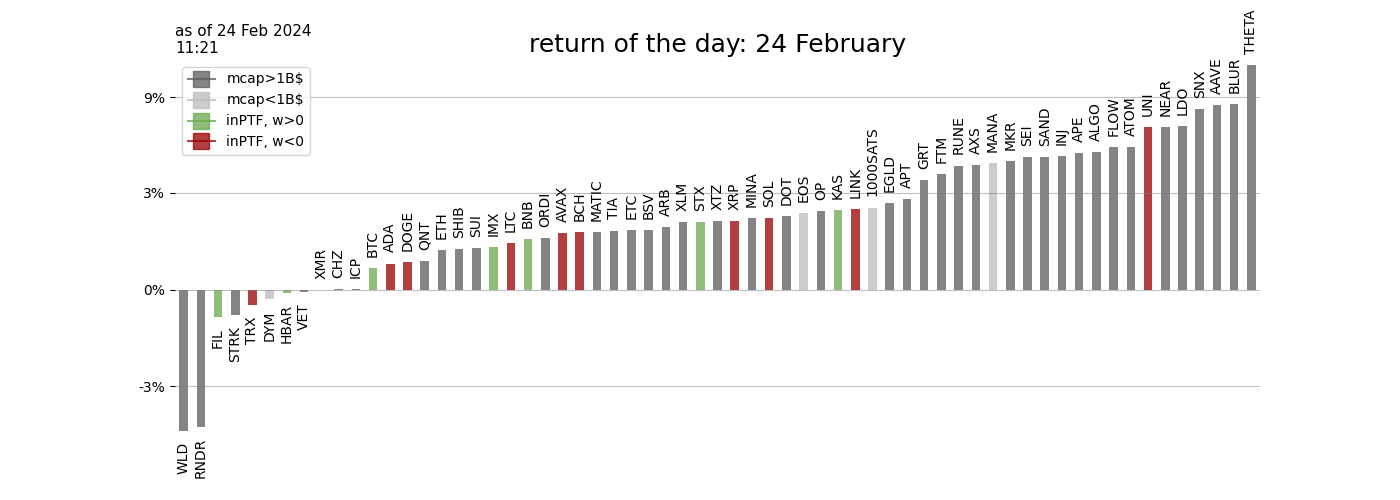 as of 24 Feb 2024
11:21
return of the day: 24 February
mcap>1B$
mcap<1B$
inPTF, w>0
inPTF, w<0
9%
3%
0%
-3%
WLD
RNDR
FIL
STRK
TRX
DYM
HBAR
VET
XMR
CHZ
ICP
BTC
ADA
DOGE
QNT
ETH
SHIB
SUI
IMX
LTC
BNB
ORDI
AVAX
BCH
MATIC
TIA
ETC
BSV
ARB
XLM
STX
XTZ
XRP
MINA
SOL
DOT
EOS
OP
KAS
LINK
1000SATS
EGLD
APT
GRT
FTM
RUNE
AXS
MANA
MKR
SEI
SAND
INJ
APE
ALGO
FLOW
ATOM
UNI
NEAR
LDO
SNX
AAVE
BLUR
THETA